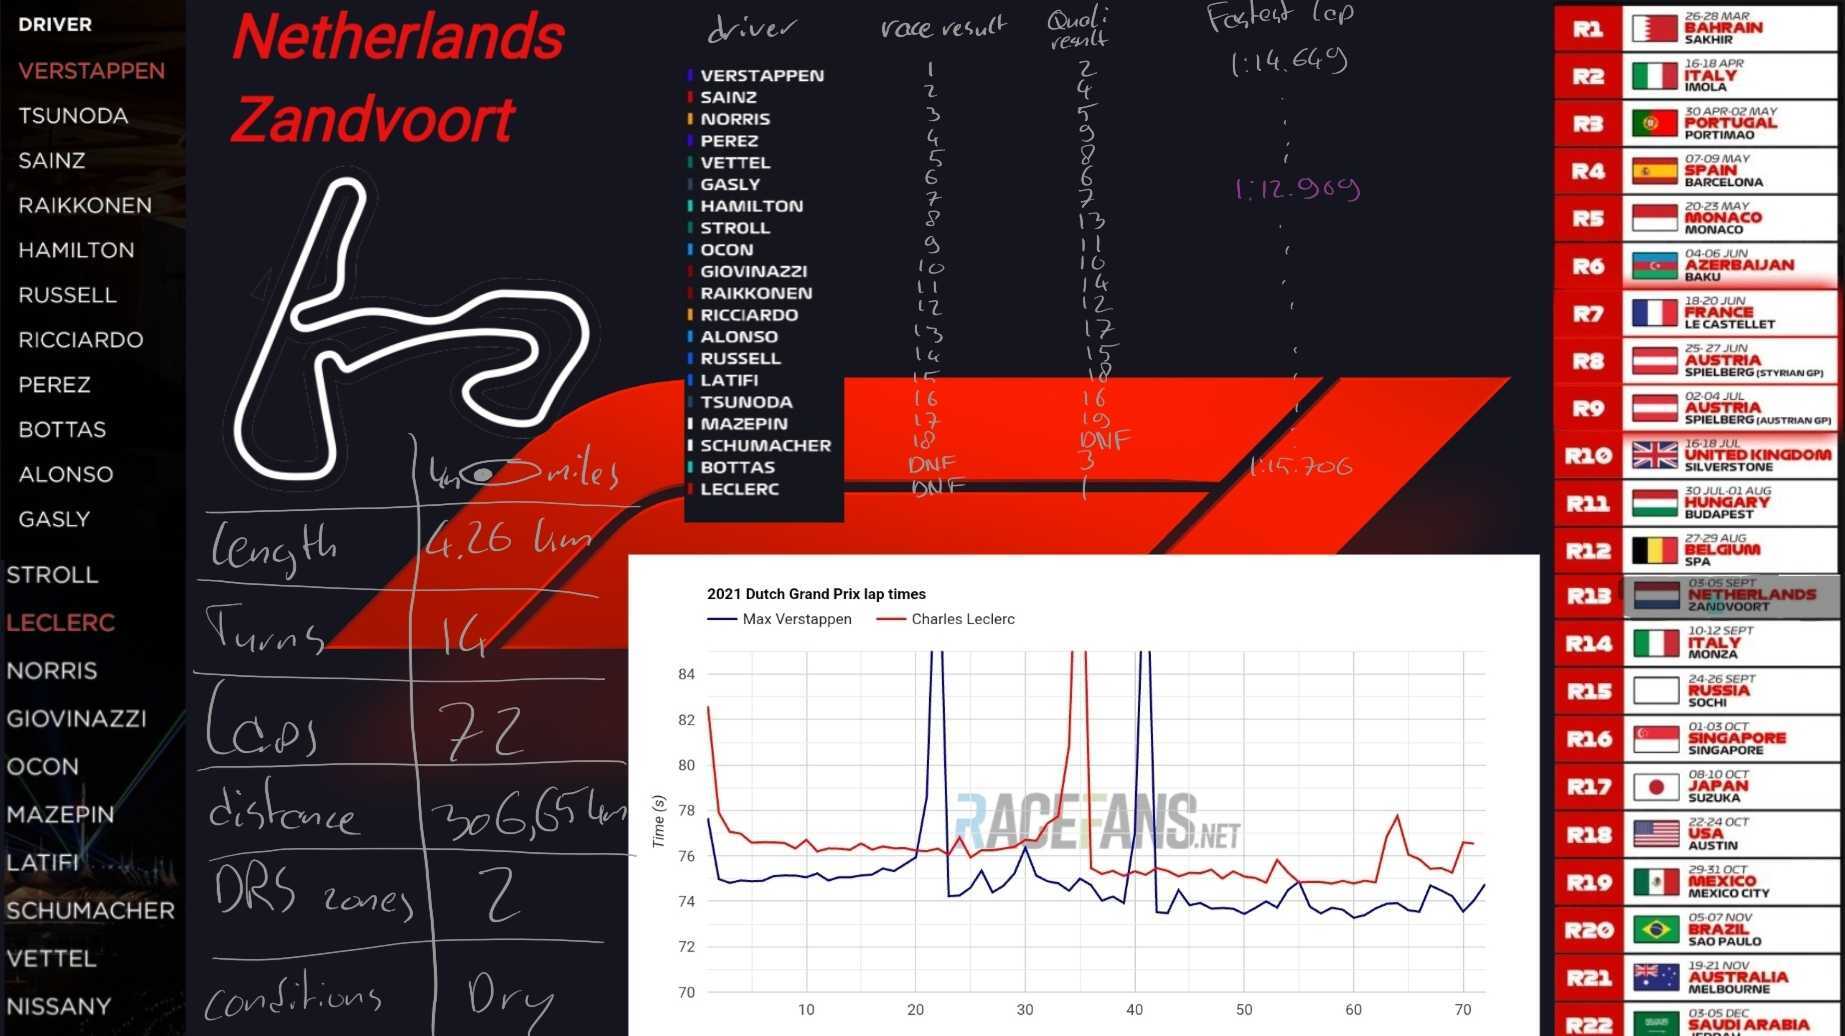 DRIVER
VERSTAPPEN
TSUNODA
SAINZ
RAIKKONEN
HAMILTON
RUSSELL
RICCIARDO
PEREZ
BOTTAS
ALONSO
GASLY
STROLL
LECLERC
NORRIS
GIOVINAZZI
OCON
MAZEPIN
LATIFI
SCHUMACHER
VETTEL
NISSANY
Netherlands
Zandvoort
miles
Length 4.26 km
Turns 14
Laps 72
distance 306,65 km
DRS zones 2
conditions Dry
driver race result Quali result Fastest lap
VERSTAPPEN 1 2 1:14.649
SAINZ 2 4
NORRIS 3 5
PEREZ 4 9
VETTEL 5 8
GASLY 6 6 1:12.909
HAMILTON 7 7
STROLL 8 13
OCON 9 11
GIOVINAZZI 10 10
RAIKKONEN 11 14
RICCIARDO 12 12
ALONSO 13 17
RUSSELL 14 15
LATIFI 15 18
TSUNODA 16 16
MAZEPIN 17 19
SCHUMACHER 18 DNF
BOTTAS DNF 3 1:15.706
LECLERC DNF 1
2021 Dutch Grand Prix lap times
Max Verstappen Charles Leclerc
Time (s)
84
82
80
78
76
74
72
70
10 20 30 40 50 60 70
RACEFANS.NET
R1 26-28 MAR
BAHRAIN
SAKHIR
R2 16-18 APR
ITALY
IMOLA
R3 30 APR-02 MAY
PORTUGAL
PORTIMAO
R4 07-09 MAY
SPAIN
BARCELONA
R5 20-23 MAY
MONACO
MONACO
R6 04-06 JUN
AZERBAIJAN
BAKU
R7 18-20 JUN
FRANCE
LE CASTELLET
R8 25-27 JUN
AUSTRIA
SPIELBERG (STYRIAN GP)
R9 02-04 JUL
AUSTRIA
SPIELBERG (AUSTRIAN GP)
R10 16-18 JUL
UNITED KINGDOM
SILVERSTONE
R11 30 JUL-01 AUG
HUNGARY
BUDAPEST
R12 27-29 AUG
BELGIUM
SPA
R13 03-05 SEPT
NETHERLANDS
ZANDVOORT
R14 10-12 SEPT
ITALY
MONZA
R15 24-26 SEPT
RUSSIA
SOCHI
R16 01-03 OCT
SINGAPORE
SINGAPORE
R17 08-10 OCT
JAPAN
SUZUKA
R18 22-24 OCT
USA
AUSTIN
R19 29-31 OCT
MEXICO
MEXICO CITY
R20 05-07 NOV
BRAZIL
SAO PAULO
R21 19-21 NOV
AUSTRALIA
MELBOURNE
R22 03-05 DEC
SAUDI ARABIA